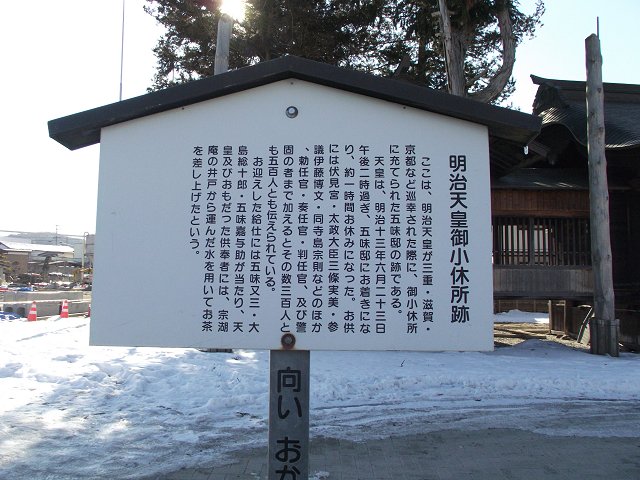 明治天皇御小休所跡
ここは、明治天皇が三重・滋賀・
京都など巡幸された際に、御小休所
に充てられた五味邸の跡である。
天皇は、明治十三年六月二十三日
午後二時過ぎ、五味邸にお着きにな
り、約一時間お休みになった。お供
には伏見宮・太政大臣三條実美・参
議伊藤博文・同寺島宗則などのほか
、勅任官・奏任官・判任官、及び警
固の者まで加えるとその数三百人と
も五百人とも伝えられている。
お迎えした給仕には五味又三・大
島総十郎・五味嘉与助が当たり、天
皇及びおもだった供奉者には、宗湖
庵の井戸から運んだ水を用いてお茶
を差し上げたという。
向い おか